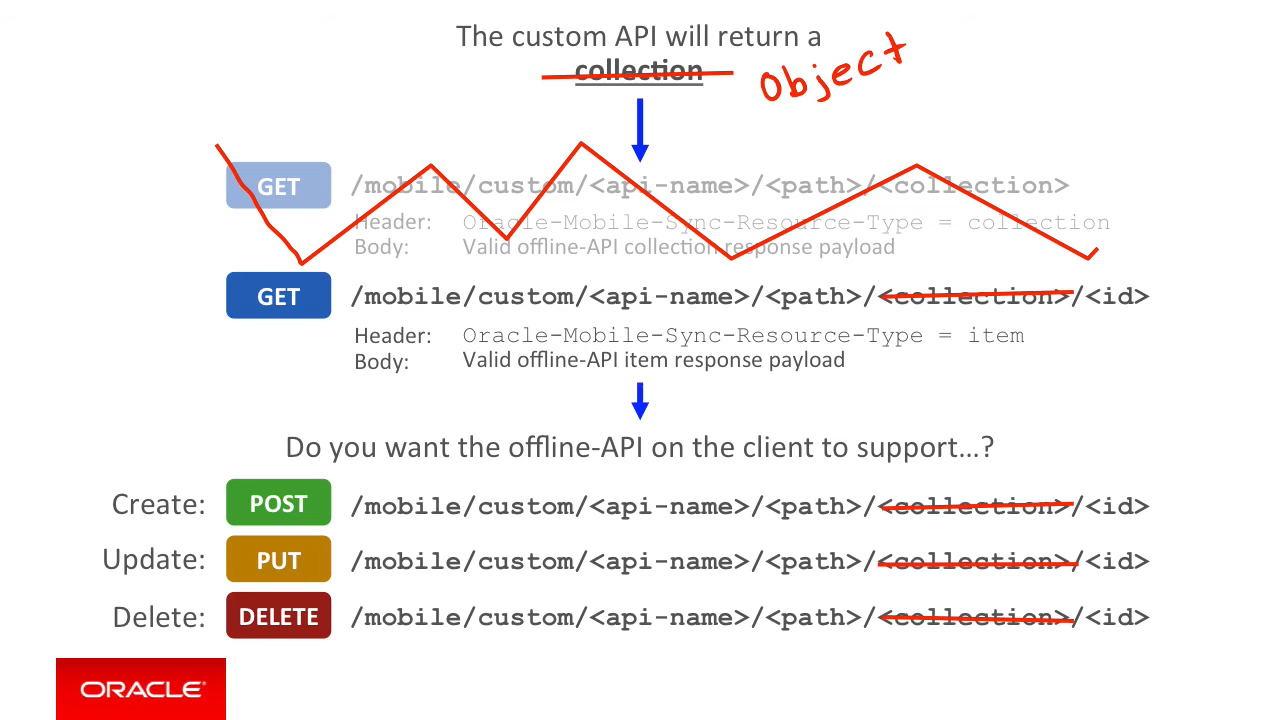 The custom API will return a
collection Object
GET /mobile/custom/<api-name>/<path>/<collection>
Header: Oracle-Mobile-Sync-Resource-Type = collection
Body: Valid offline-API collection response payload
GET /mobile/custom/<api-name>/<path>/<collection>/<id>
Header: Oracle-Mobile-Sync-Resource-Type = item
Body: Valid offline-API item response payload
Do you want the offline-API on the client to support...?
Create: POST /mobile/custom/<api-name>/<path>/<collection>/<id>
Update: PUT /mobile/custom/<api-name>/<path>/<collection>/<id>
Delete: DELETE /mobile/custom/<api-name>/<path>/<collection>/<id>
ORACLE